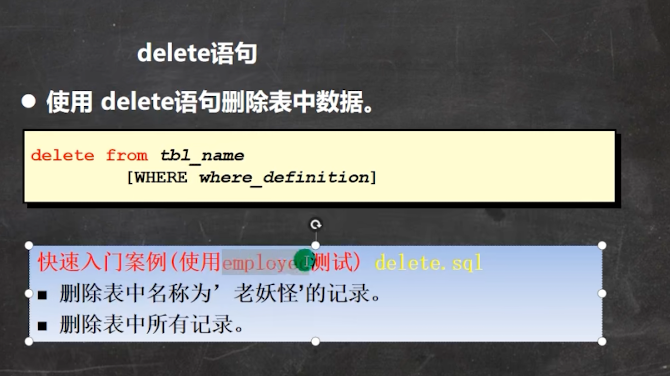 delete语句
● 使用 delete语句删除表中数据。
delete from tbl_name
[WHERE where_definition]
快速入门案例(使用employee测试) delete.sql
■ 删除表中名称为’老妖怪'的记录。
■ 删除表中所有记录。